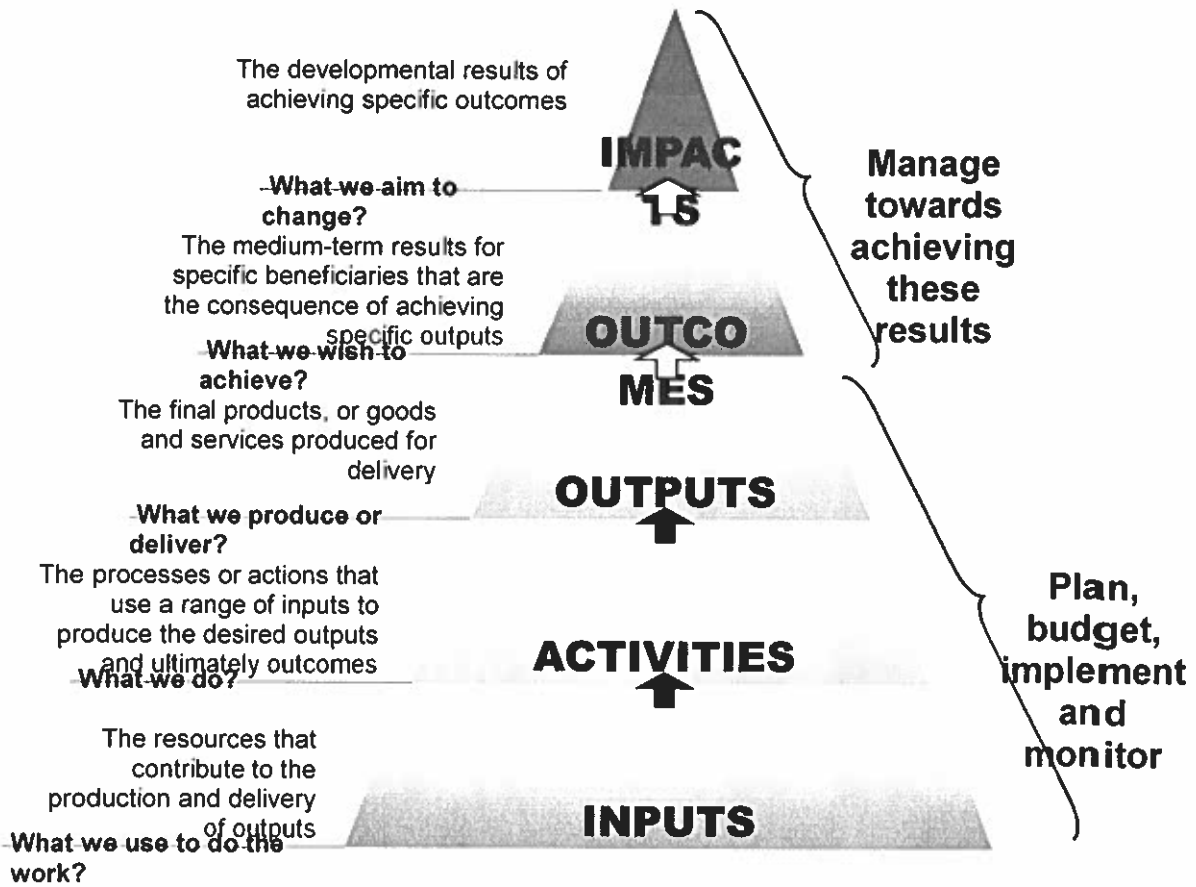 The developmental results of
achieving specific outcomes
IMPAC
TS
What we aim to
change?
The medium-term results for
specific beneficiaries that are
the consequence of achieving
specific outputs
OUTCO
MES
What we wish to
achieve?
The final products, or goods
and services produced for
delivery
OUTPUTS
What we produce or
deliver?
The processes or actions that
use a range of inputs to
produce the desired outputs
and ultimately outcomes
ACTIVITIES
What we do?
The resources that
contribute to the
production and delivery
of outputs
INPUTS
What we use to do the
work?
Manage
towards
achieving
these
results
Plan,
budget,
implement
and
monitor